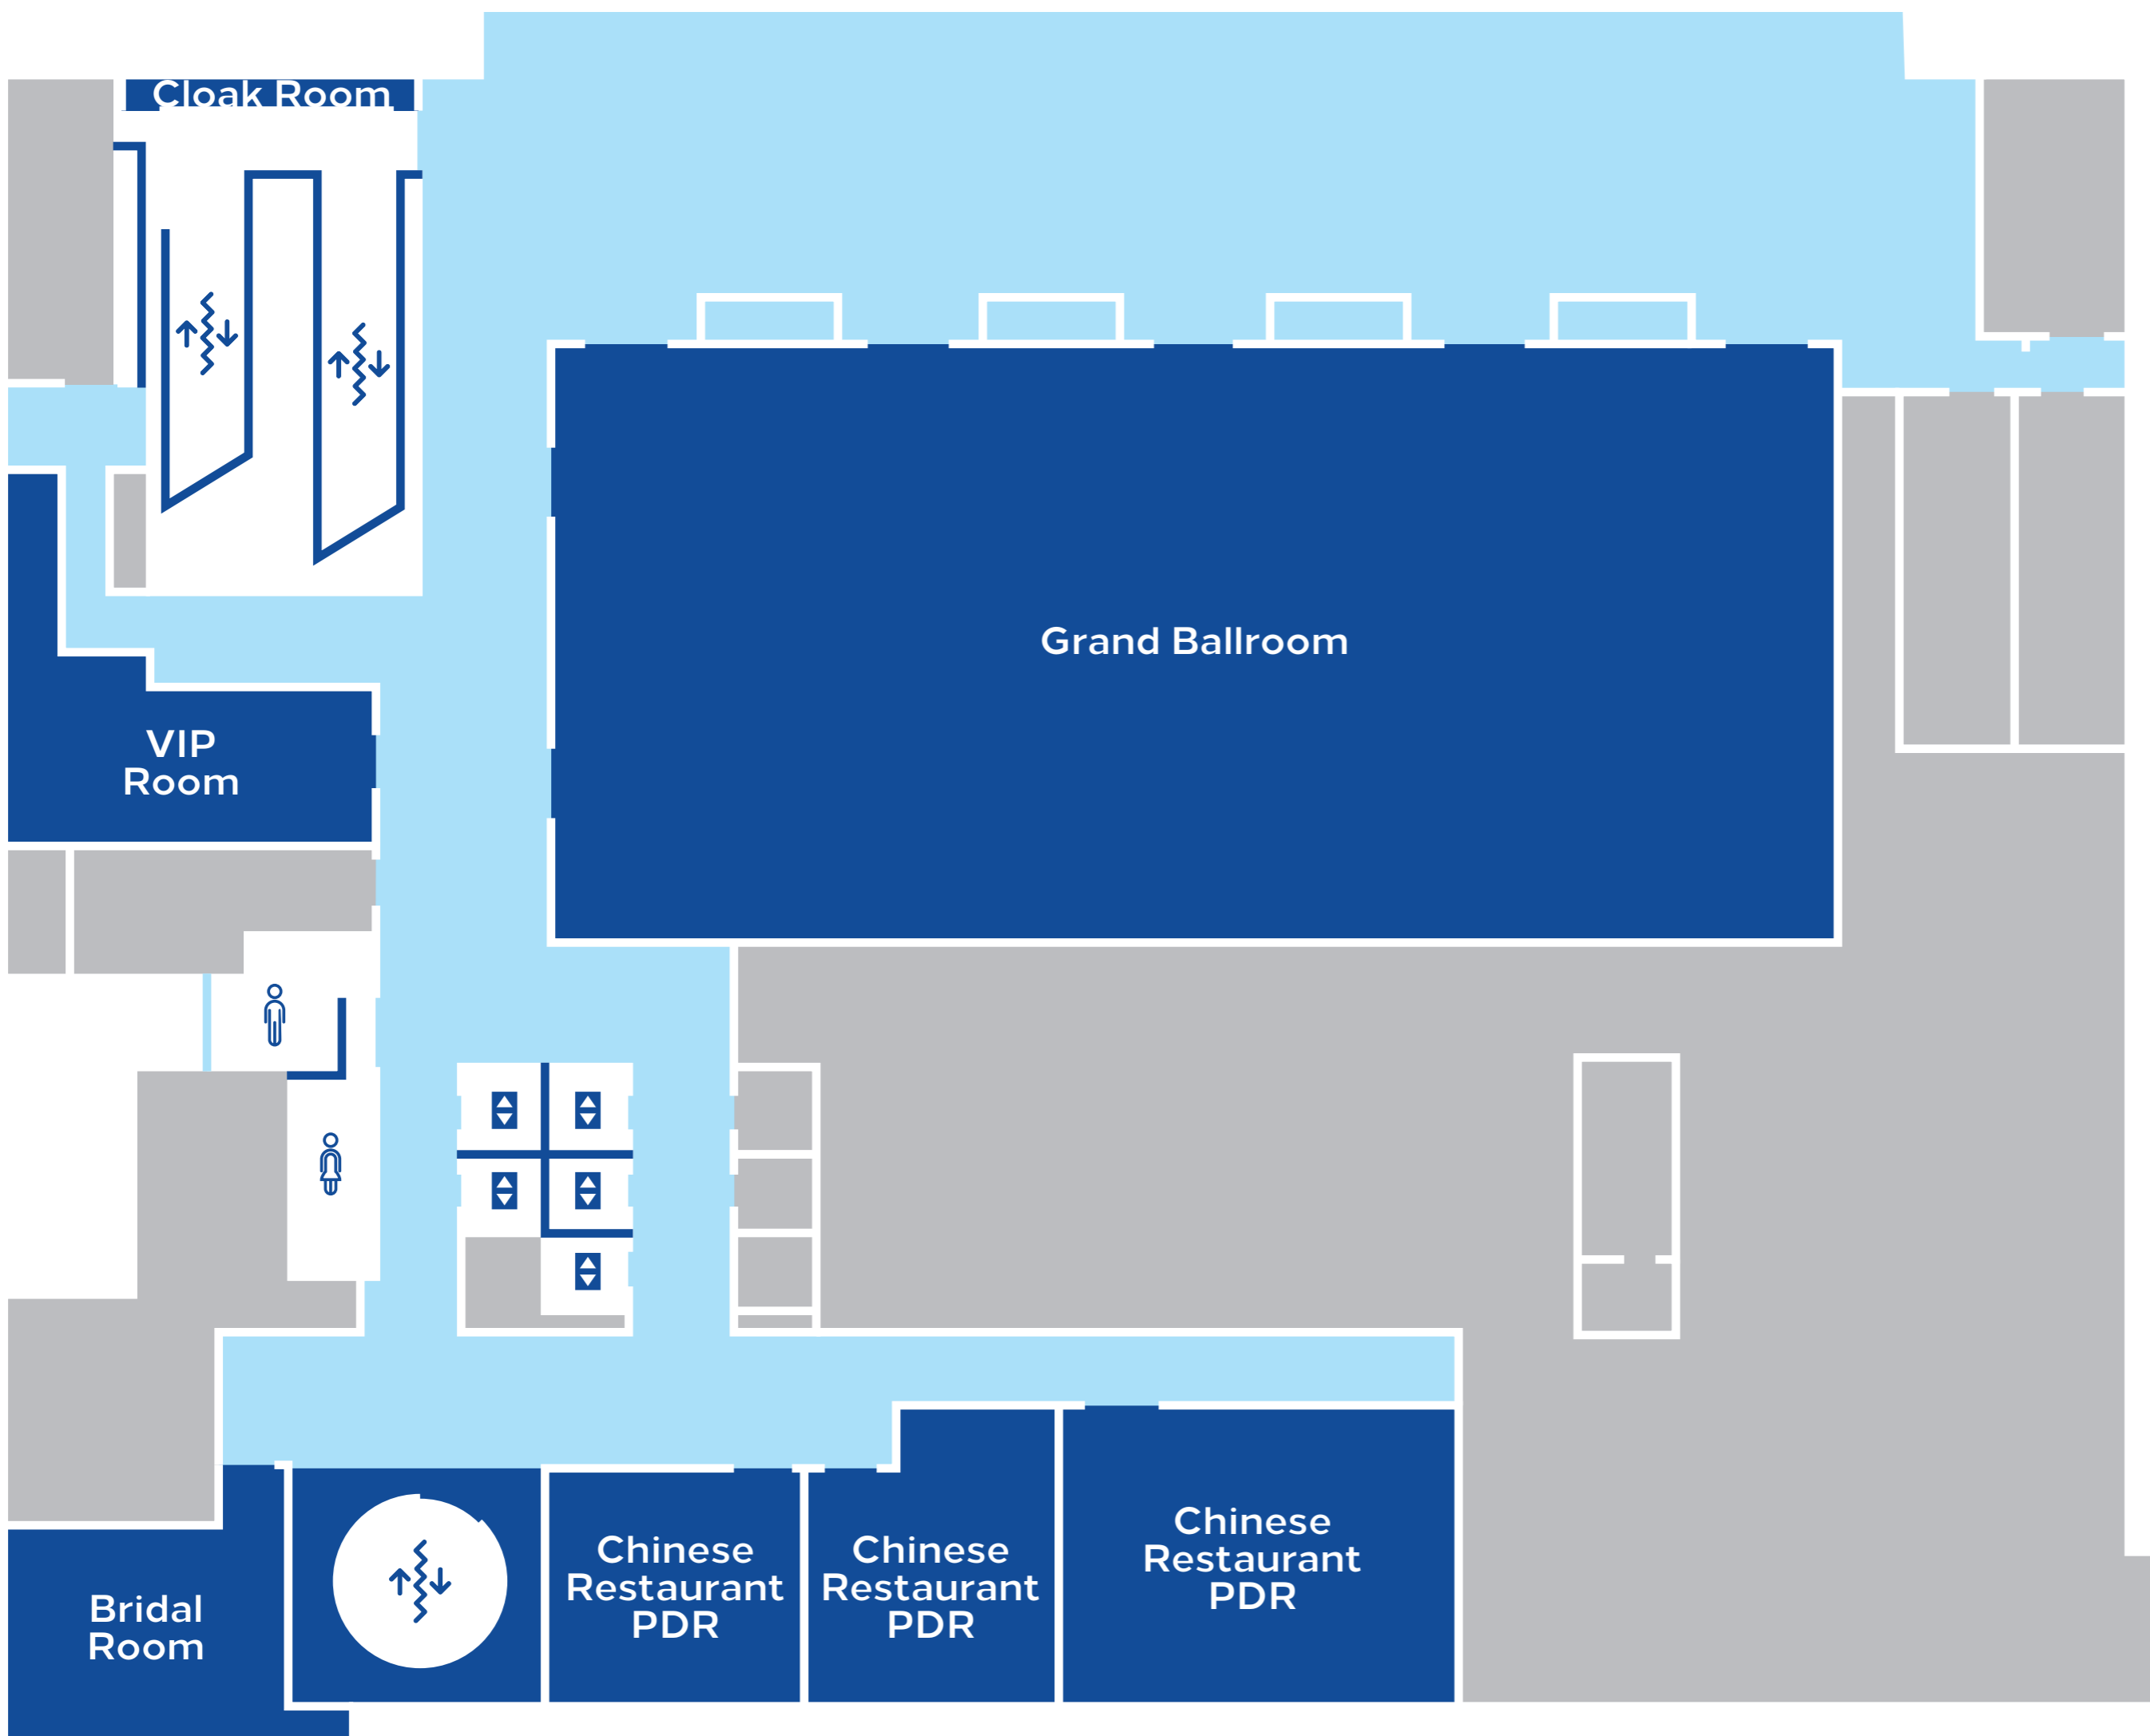 Cloak Room
Grand Ballroom
VIP
Room
Chinese
Restaurant
PDR
Chinese
Restaurant
PDR
Chinese
Restaurant
PDR
Bridal
Room